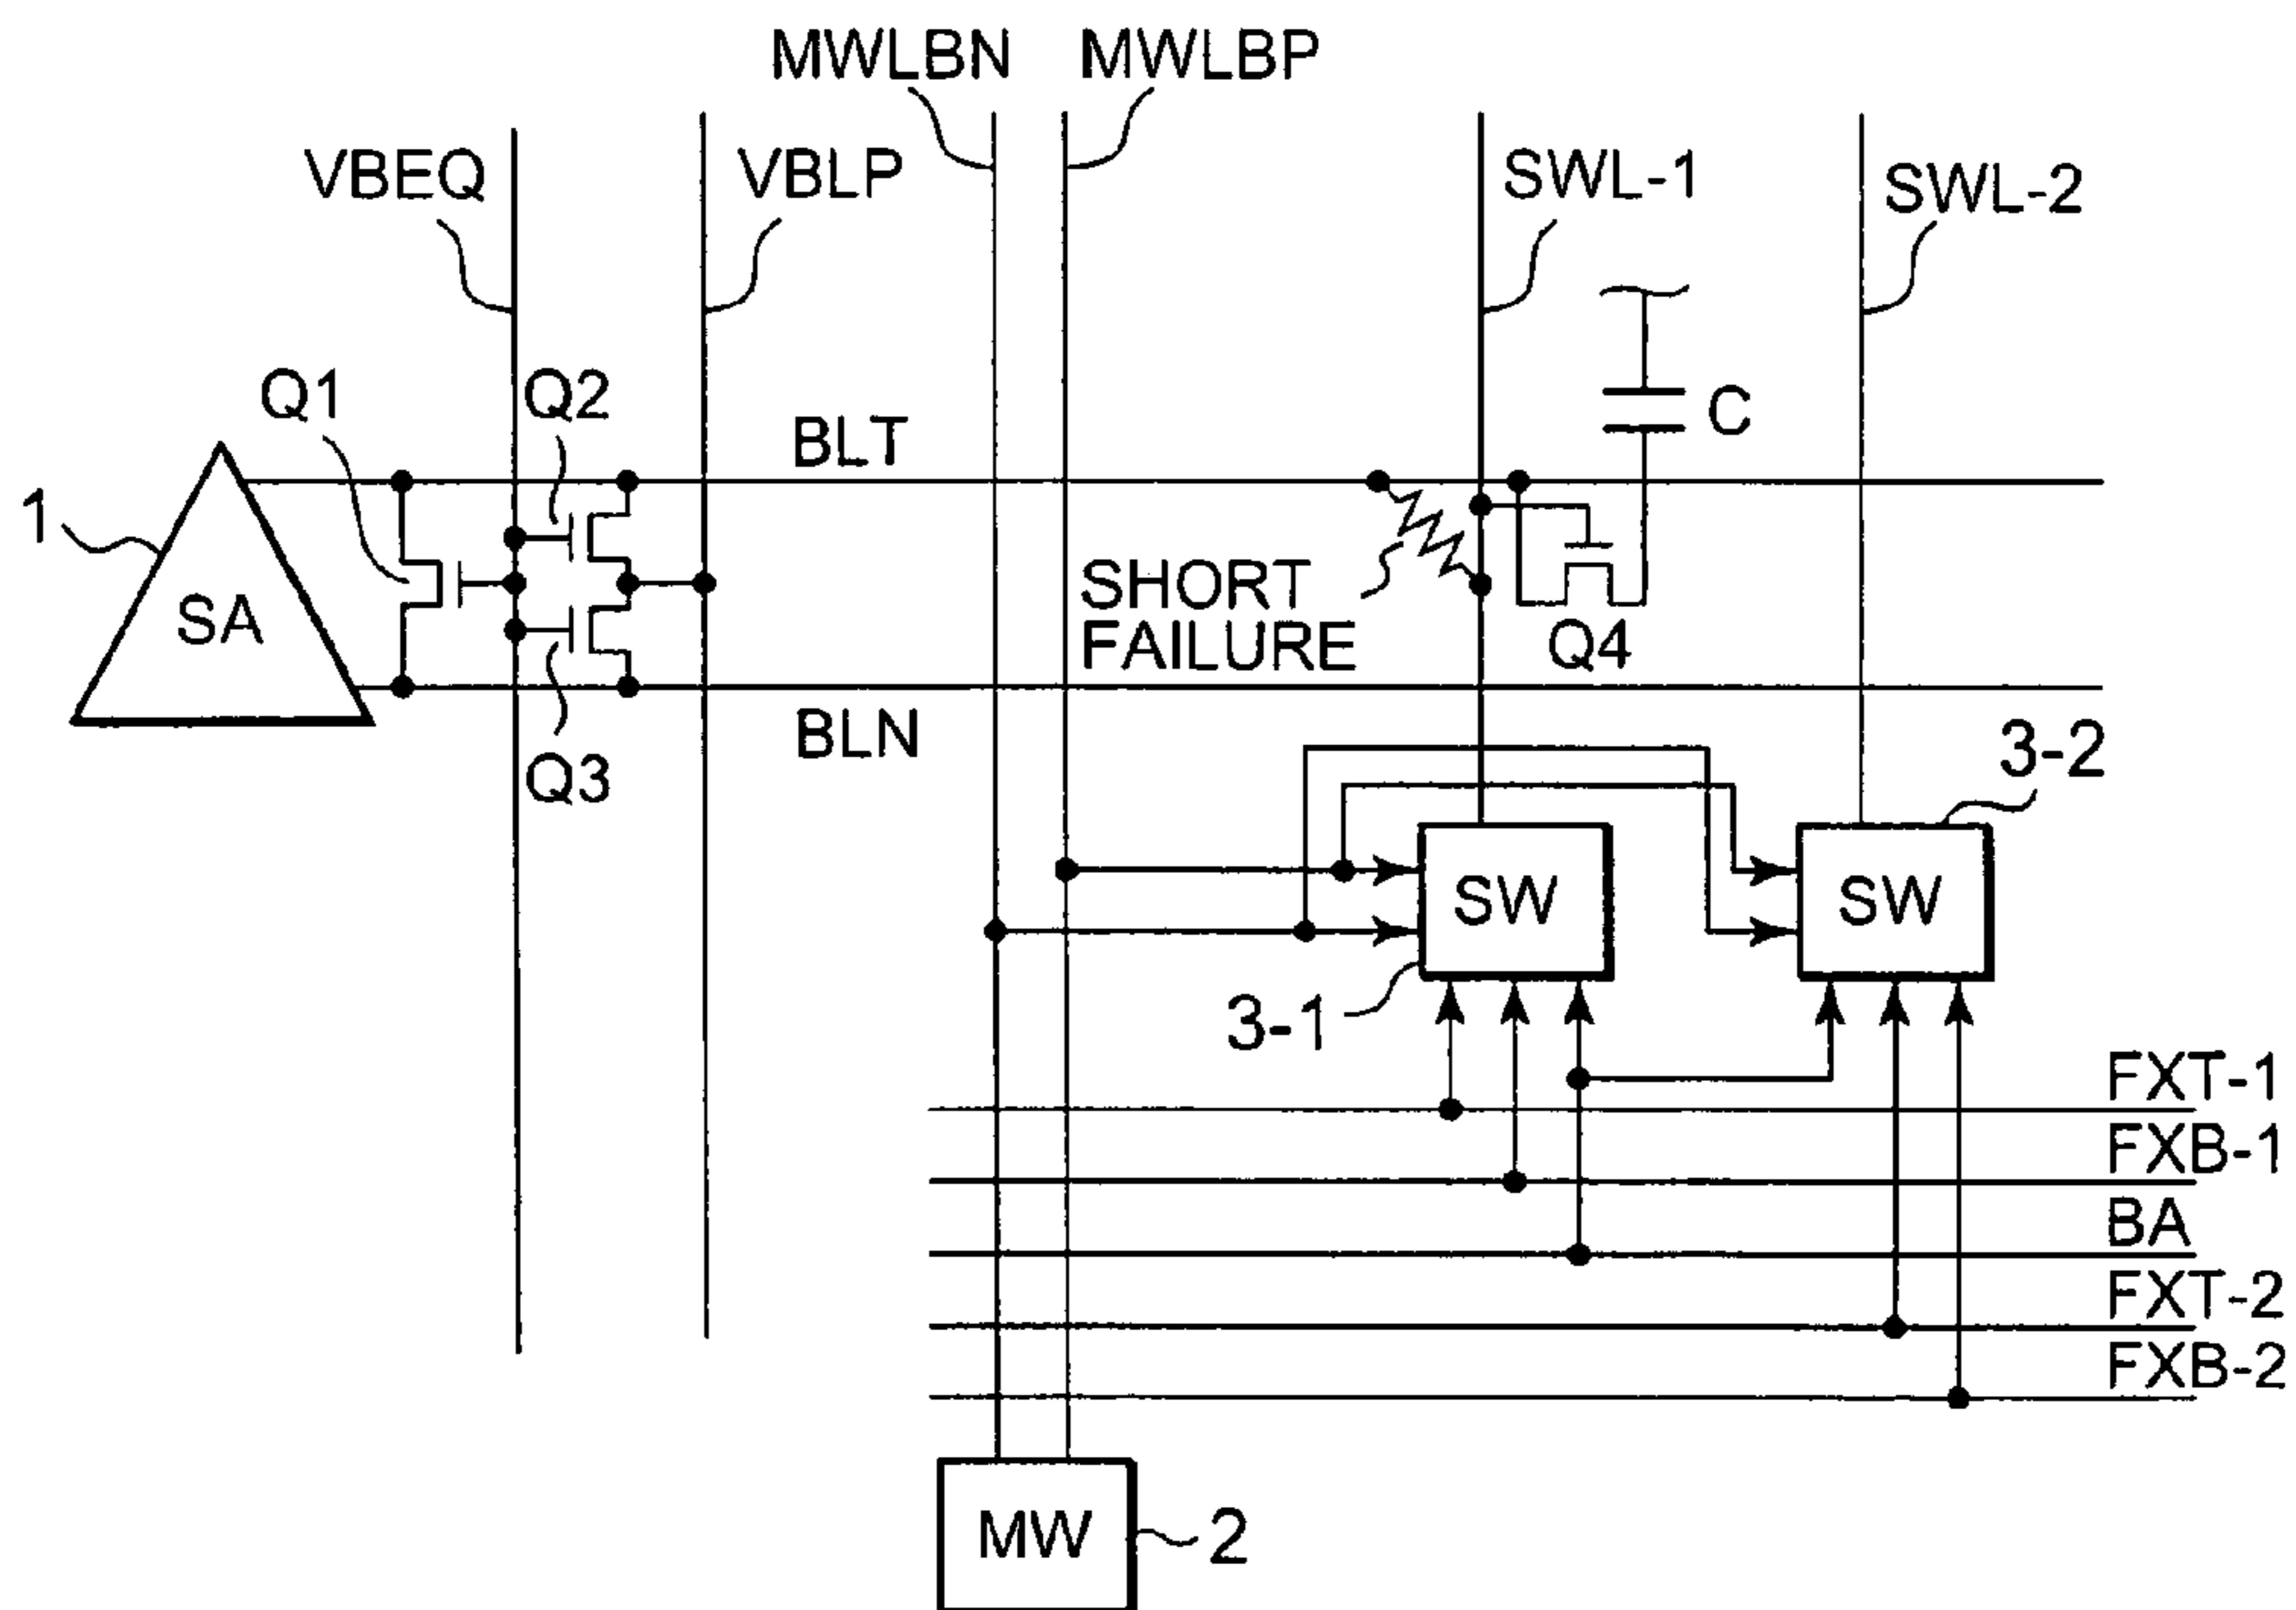 MWLBN MWLBP
VBEQ VBLP SWL-1 SWL-2
Q1 Q2 C
BLT
1
SA
SHORT
FAILURE
Q4
BLN
Q3
3-2
SW SW
3-1
FXT-1
FXB-1
BA
FXT-2
FXB-2
MW 2